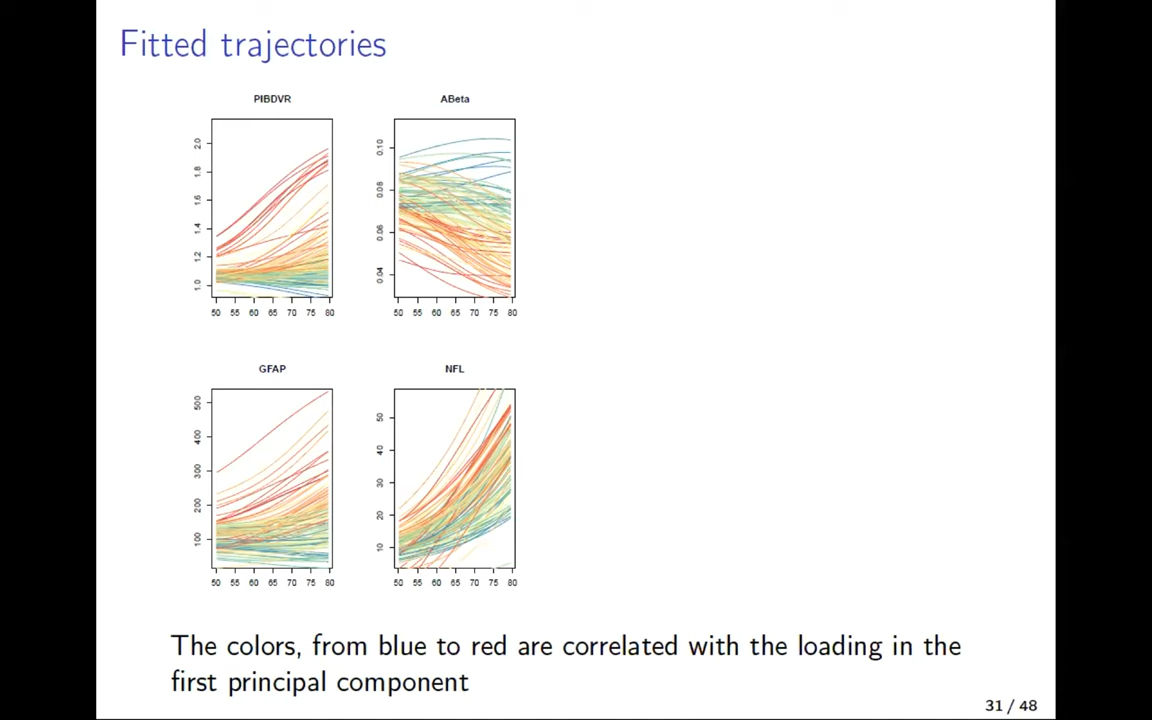 Fitted trajectories
PIBDVR
2.0
1.8
1.6
1.4
1.2
1.0
50 55 60 65 70 75 80
ABeta
0.10
0.08
0.06
0.04
50 55 60 65 70 75 80
GFAP
500
400
300
200
100
50 55 60 65 70 75 80
NFL
50
40
30
20
10
50 55 60 65 70 75 80
The colors, from blue to red are correlated with the loading in the
first principal component
31 / 48